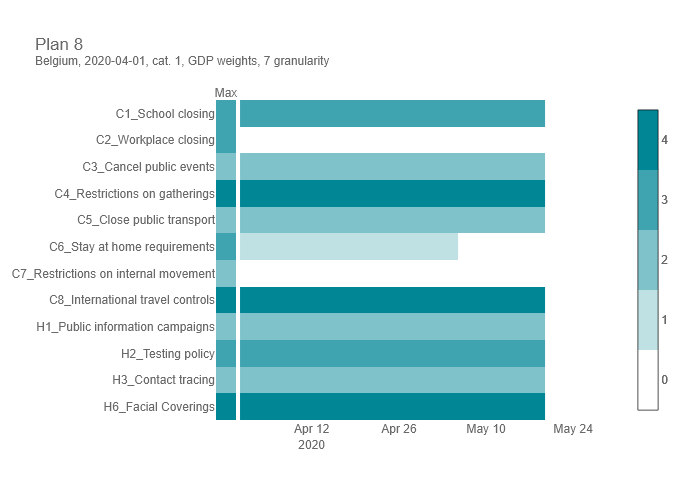 Plan 8
Belgium, 2020-04-01, cat. 1, GDP weights, 7 granularity
Max
C1_School closing
C2_Workplace closing
C3_Cancel public events
C4_Restrictions on gatherings
C5_Close public transport
C6_Stay at home requirements
C7_Restrictions on internal movement
C8_International travel controls
H1_Public information campaigns
H2_Testing policy
H3_Contact tracing
H6_Facial Coverings
Apr 12
2020
Apr 26
May 10
May 24
4
3
2
1
0